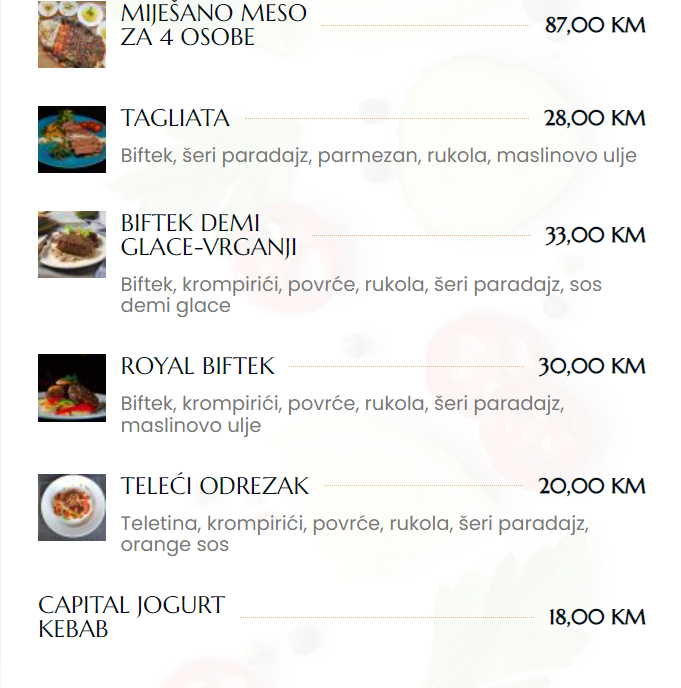 MIJEŠANO MESO
ZA 4 OSOBE
87,00 KM
TAGLIATA
28,00 KM
Biftek, šeri paradajz, parmezan, rukola, maslinovo ulje
BIFTEK DEMI
GLACE-VRGANJI
33,00 KM
Biftek, krompirići, povrće, rukola, šeri paradajz, sos
demi glace
ROYAL BIFTEK
30,00 KM
Biftek, krompirići, povrće, rukola, šeri paradajz,
maslinovo ulje
TELEĆI ODREZAK
20,00 KM
Teletina, krompirići, povrće, rukola, šeri paradajz,
orange sos
CAPITAL JOGURT
KEBAB
18,00 KM